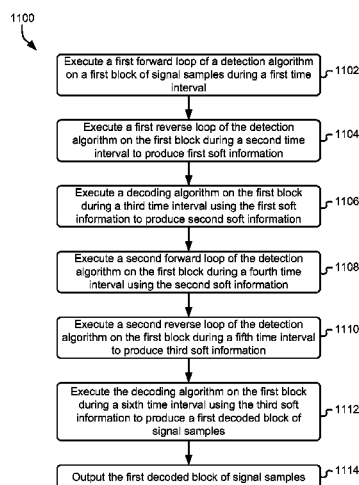 1100
Execute a first forward loop of a detection algorithm
on a first block of signal samples during a first time
interval
1102
Execute a first reverse loop of the detection
algorithm on the first block during a second time
interval to produce first soft information
1104
Execute a decoding algorithm on the first block
during a third time interval using the first soft
information to produce second soft information
1106
Execute a second forward loop of the detection
algorithm on the first block during a fourth time
interval using the second soft information
1108
Execute a second reverse loop of the detection
algorithm on the first block during a fifth time interval
to produce third soft information
1110
Execute the decoding algorithm on the first block
during a sixth time interval using the third soft
information to produce a first decoded block of
signal samples
1112
Output the first decoded block of signal samples
1114